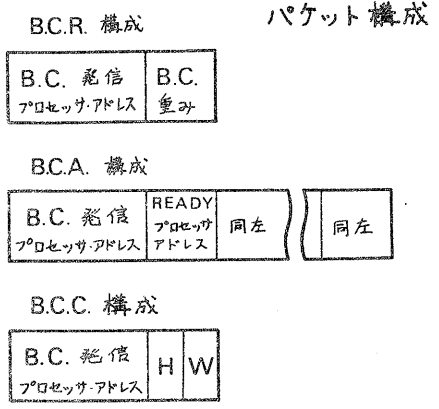 パケット構成
B.C.R. 構成
B.C. 発信
プロセッサ・アドレス
B.C.
重み
B.C.A. 構成
B.C. 発信
プロセッサ・アドレス
READY
プロセッサ
アドレス
同左
同左
B.C.C. 構成
B.C. 発信
プロセッサ・アドレス
H
W